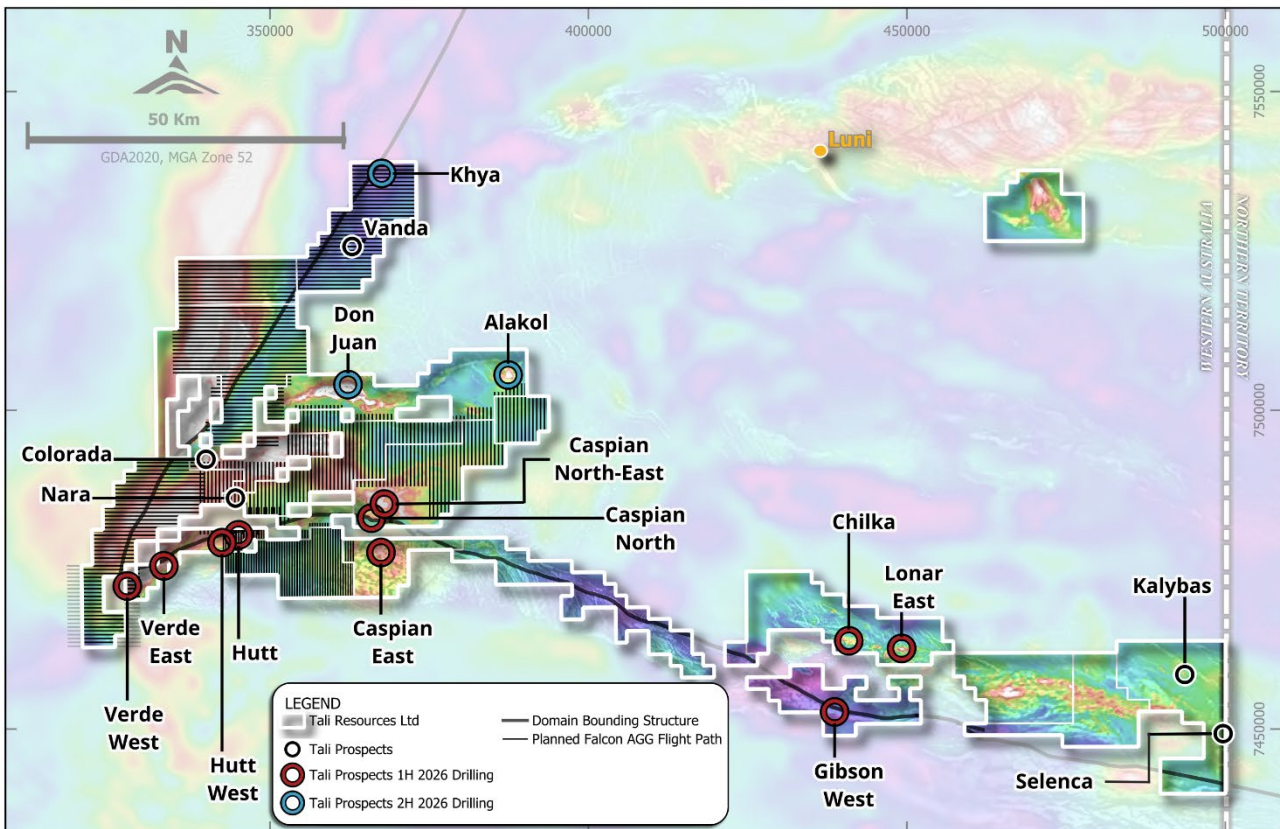 350000
400000
450000
500000
N
50 Km
GDA2020, MGA Zone 52
7550000
7500000
7450000
Luni
WESTERN AUSTRALIA
NORTHERN TERRITORY
Khya
Vanda
Don
Juan
Alakol
Colorada
Nara
Caspian
North-East
Caspian
North
Chilka
Lonar
East
Kalybas
Verde
East
Hutt
Caspian
East
Verde
West
Hutt
West
Gibson
West
Selenca
LEGEND
Tali Resources Ltd
Tali Prospects
Tali Prospects 1H 2026 Drilling
Tali Prospects 2H 2026 Drilling
Domain Bounding Structure
Planned Falcon AGG Flight Path